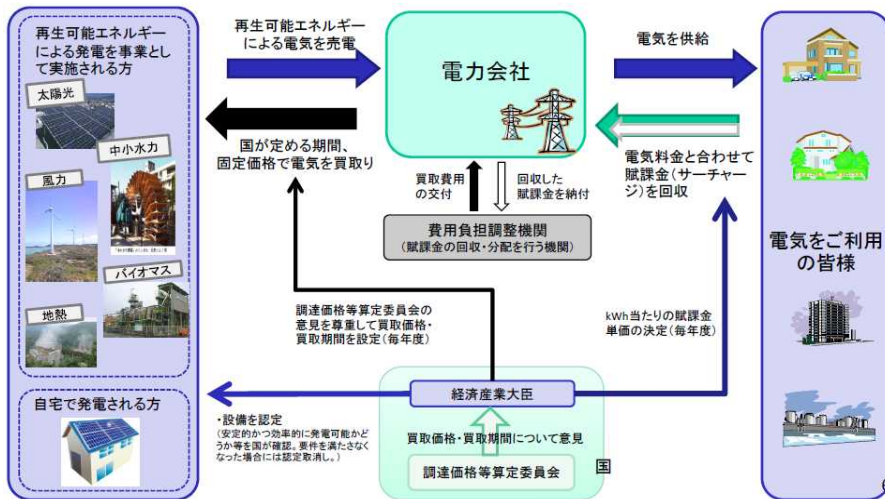 再生可能エネルギー
による発電を事業とし
て実施される方
太陽光
中小水力
風力
バイオマス
地熱
自宅で発電される方
再生可能エネルギー
による電気を売電
国が定める期間、
固定価格で電気を買取り
電力会社
買取費用
の交付
回収した
賦課金を納付
費用負担調整機関
(賦課金の回収・分配を行う機関)
電気を供給
電気料金と合わせて
賦課金(サーチャー
ジ)を回収
電気をご利用
の皆様
調達価格等算定委員会の
意見を尊重して買取価格・
買取期間を設定(毎年度)
kWh当たりの賦課金
単価の決定(毎年度)
経済産業大臣
・設備を認定
(安定的かつ効率的に発電可能かど
うか等を国が確認。要件を満たさなく
なった場合には認定取消し。)
買取価格・買取期間について意見
調達価格等算定委員会
国
6